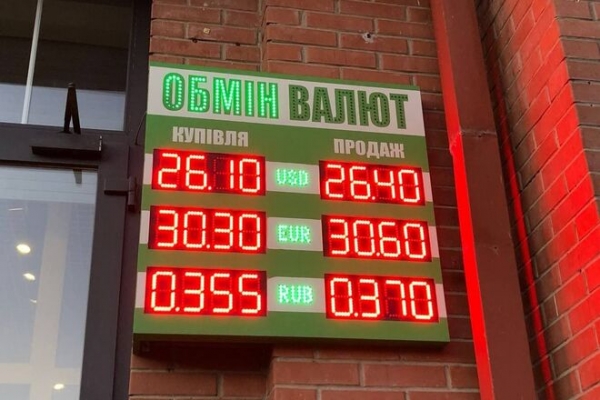 ОБМІН ВАЛЮТ
КУПІВЛЯ ПРОДАЖ
26.10 USD 26.40
30.30 EUR 30.60
0.355 RUB 0.370